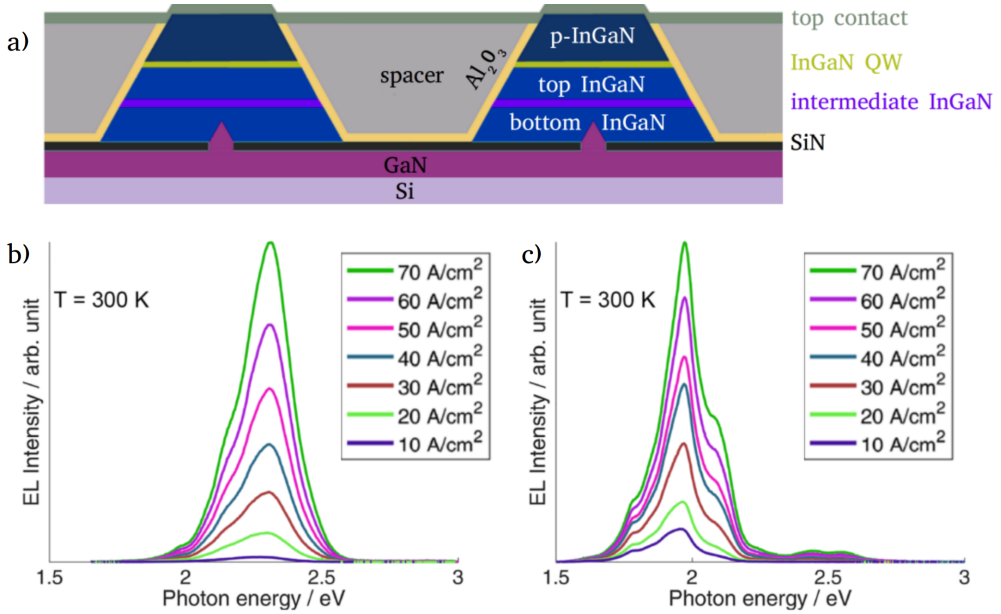 a)
top contact
p-InGaN
InGaN QW
spacer
Al2O3
top InGaN
intermediate InGaN
bottom InGaN
SiN
GaN
Si
b)
T = 300 K
70 A/cm²
60 A/cm²
50 A/cm²
40 A/cm²
30 A/cm²
20 A/cm²
10 A/cm²
EL Intensity / arb. unit
1.5 2 2.5 3
Photon energy / eV
c)
T = 300 K
70 A/cm²
60 A/cm²
50 A/cm²
40 A/cm²
30 A/cm²
20 A/cm²
10 A/cm²
EL Intensity / arb. unit
1.5 2 2.5 3
Photon energy / eV